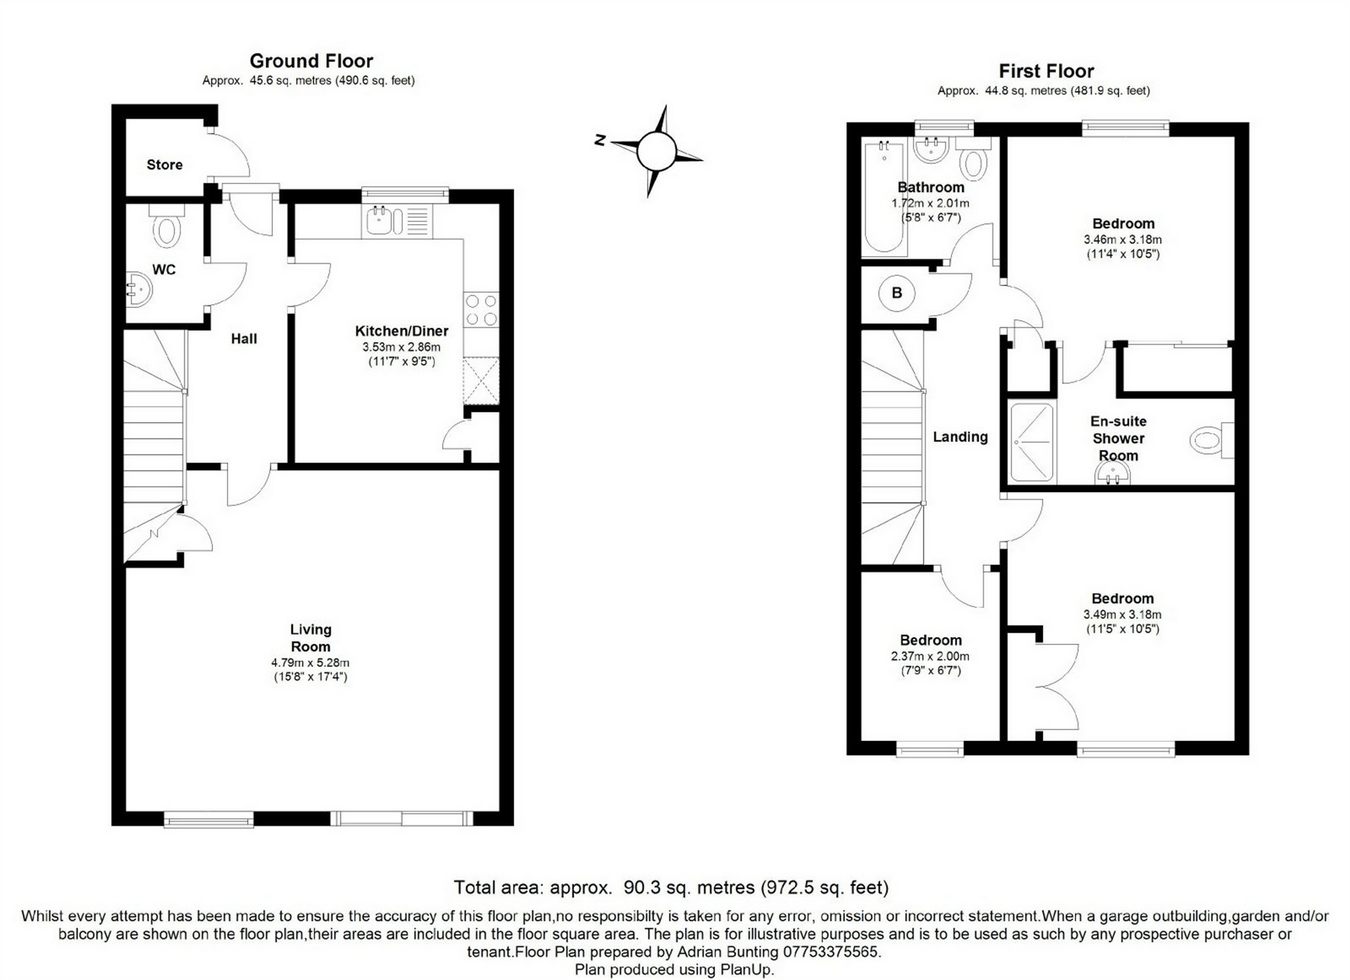 Ground Floor
Approx. 45.6 sq. metres (490.6 sq. feet)
Store
WC
Hall
Kitchen/Diner
3.53m x 2.86m
(11'7" x 9'5")
Living
Room
4.79m x 5.28m
(15'8" x 17'4")
N
First Floor
Approx. 44.8 sq. metres (481.9 sq. feet)
Bathroom
1.72m x 2.01m
(5'8" x 6'7")
Bedroom
3.46m x 3.18m
(11'4" x 10'5")
B
Landing
En-suite
Shower
Room
Bedroom
3.49m x 3.18m
(11'5" x 10'5")
Bedroom
2.37m x 2.00m
(7'9" x 6'7")
Total area: approx. 90.3 sq. metres (972.5 sq. feet)
Whilst every attempt has been made to ensure the accuracy of this floor plan,no responsibilty is taken for any error, omission or incorrect statement.When a garage outbuilding,garden and/or
balcony are shown on the floor plan,their areas are included in the floor square area. The plan is for illustrative purposes and is to be used as such by any prospective purchaser or
tenant.Floor Plan prepared by Adrian Bunting 07753375565.
Plan produced using PlanUp.